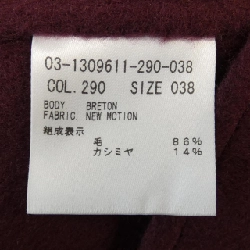 03-1309611-290-038
COL. 290 SIZE 038
BODY BRETON
FABRIC NEW MOTION
組成表示
毛 86%
カシミヤ 14%